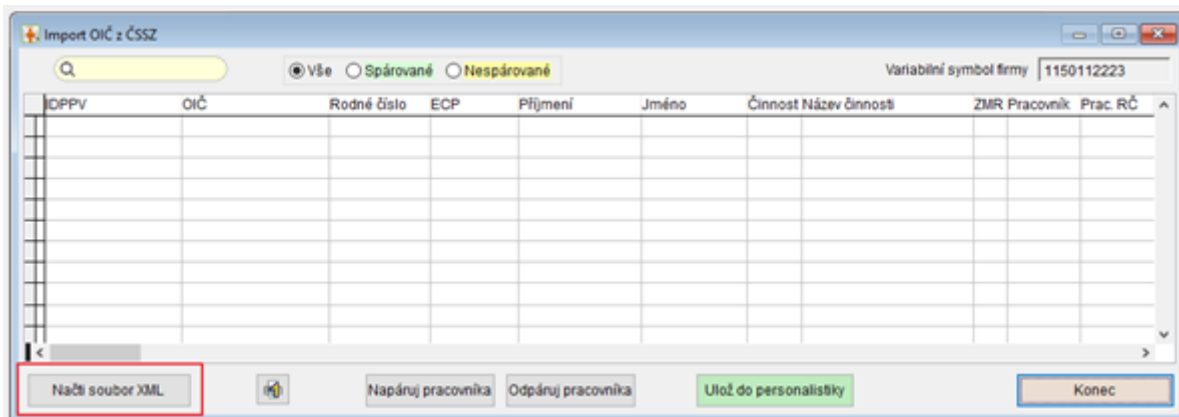 Import OIČ z ČSSZ
Vše Spárované Nespárované Variabilní symbol firmy 1150112223
IDPPV OIČ Rodné číslo ECP Příjmení Jméno Činnost Název činnosti ZMR Pracovník Prac. RČ
Načti soubor XML Napáruj pracovníka Odpáruj pracovníka Ulož do personalistiky Konec